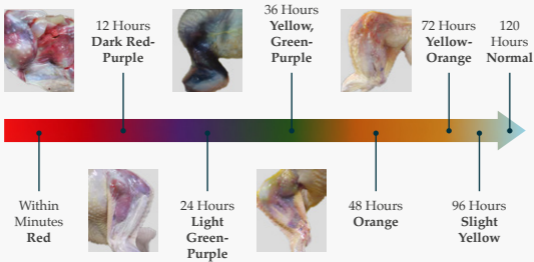 12 Hours
Dark Red-
Purple
36 Hours
Yellow,
Green-
Purple
72 Hours
Yellow-
Orange
120
Hours
Normal
Within
Minutes
Red
24 Hours
Light
Green-
Purple
48 Hours
Orange
96 Hours
Slight
Yellow